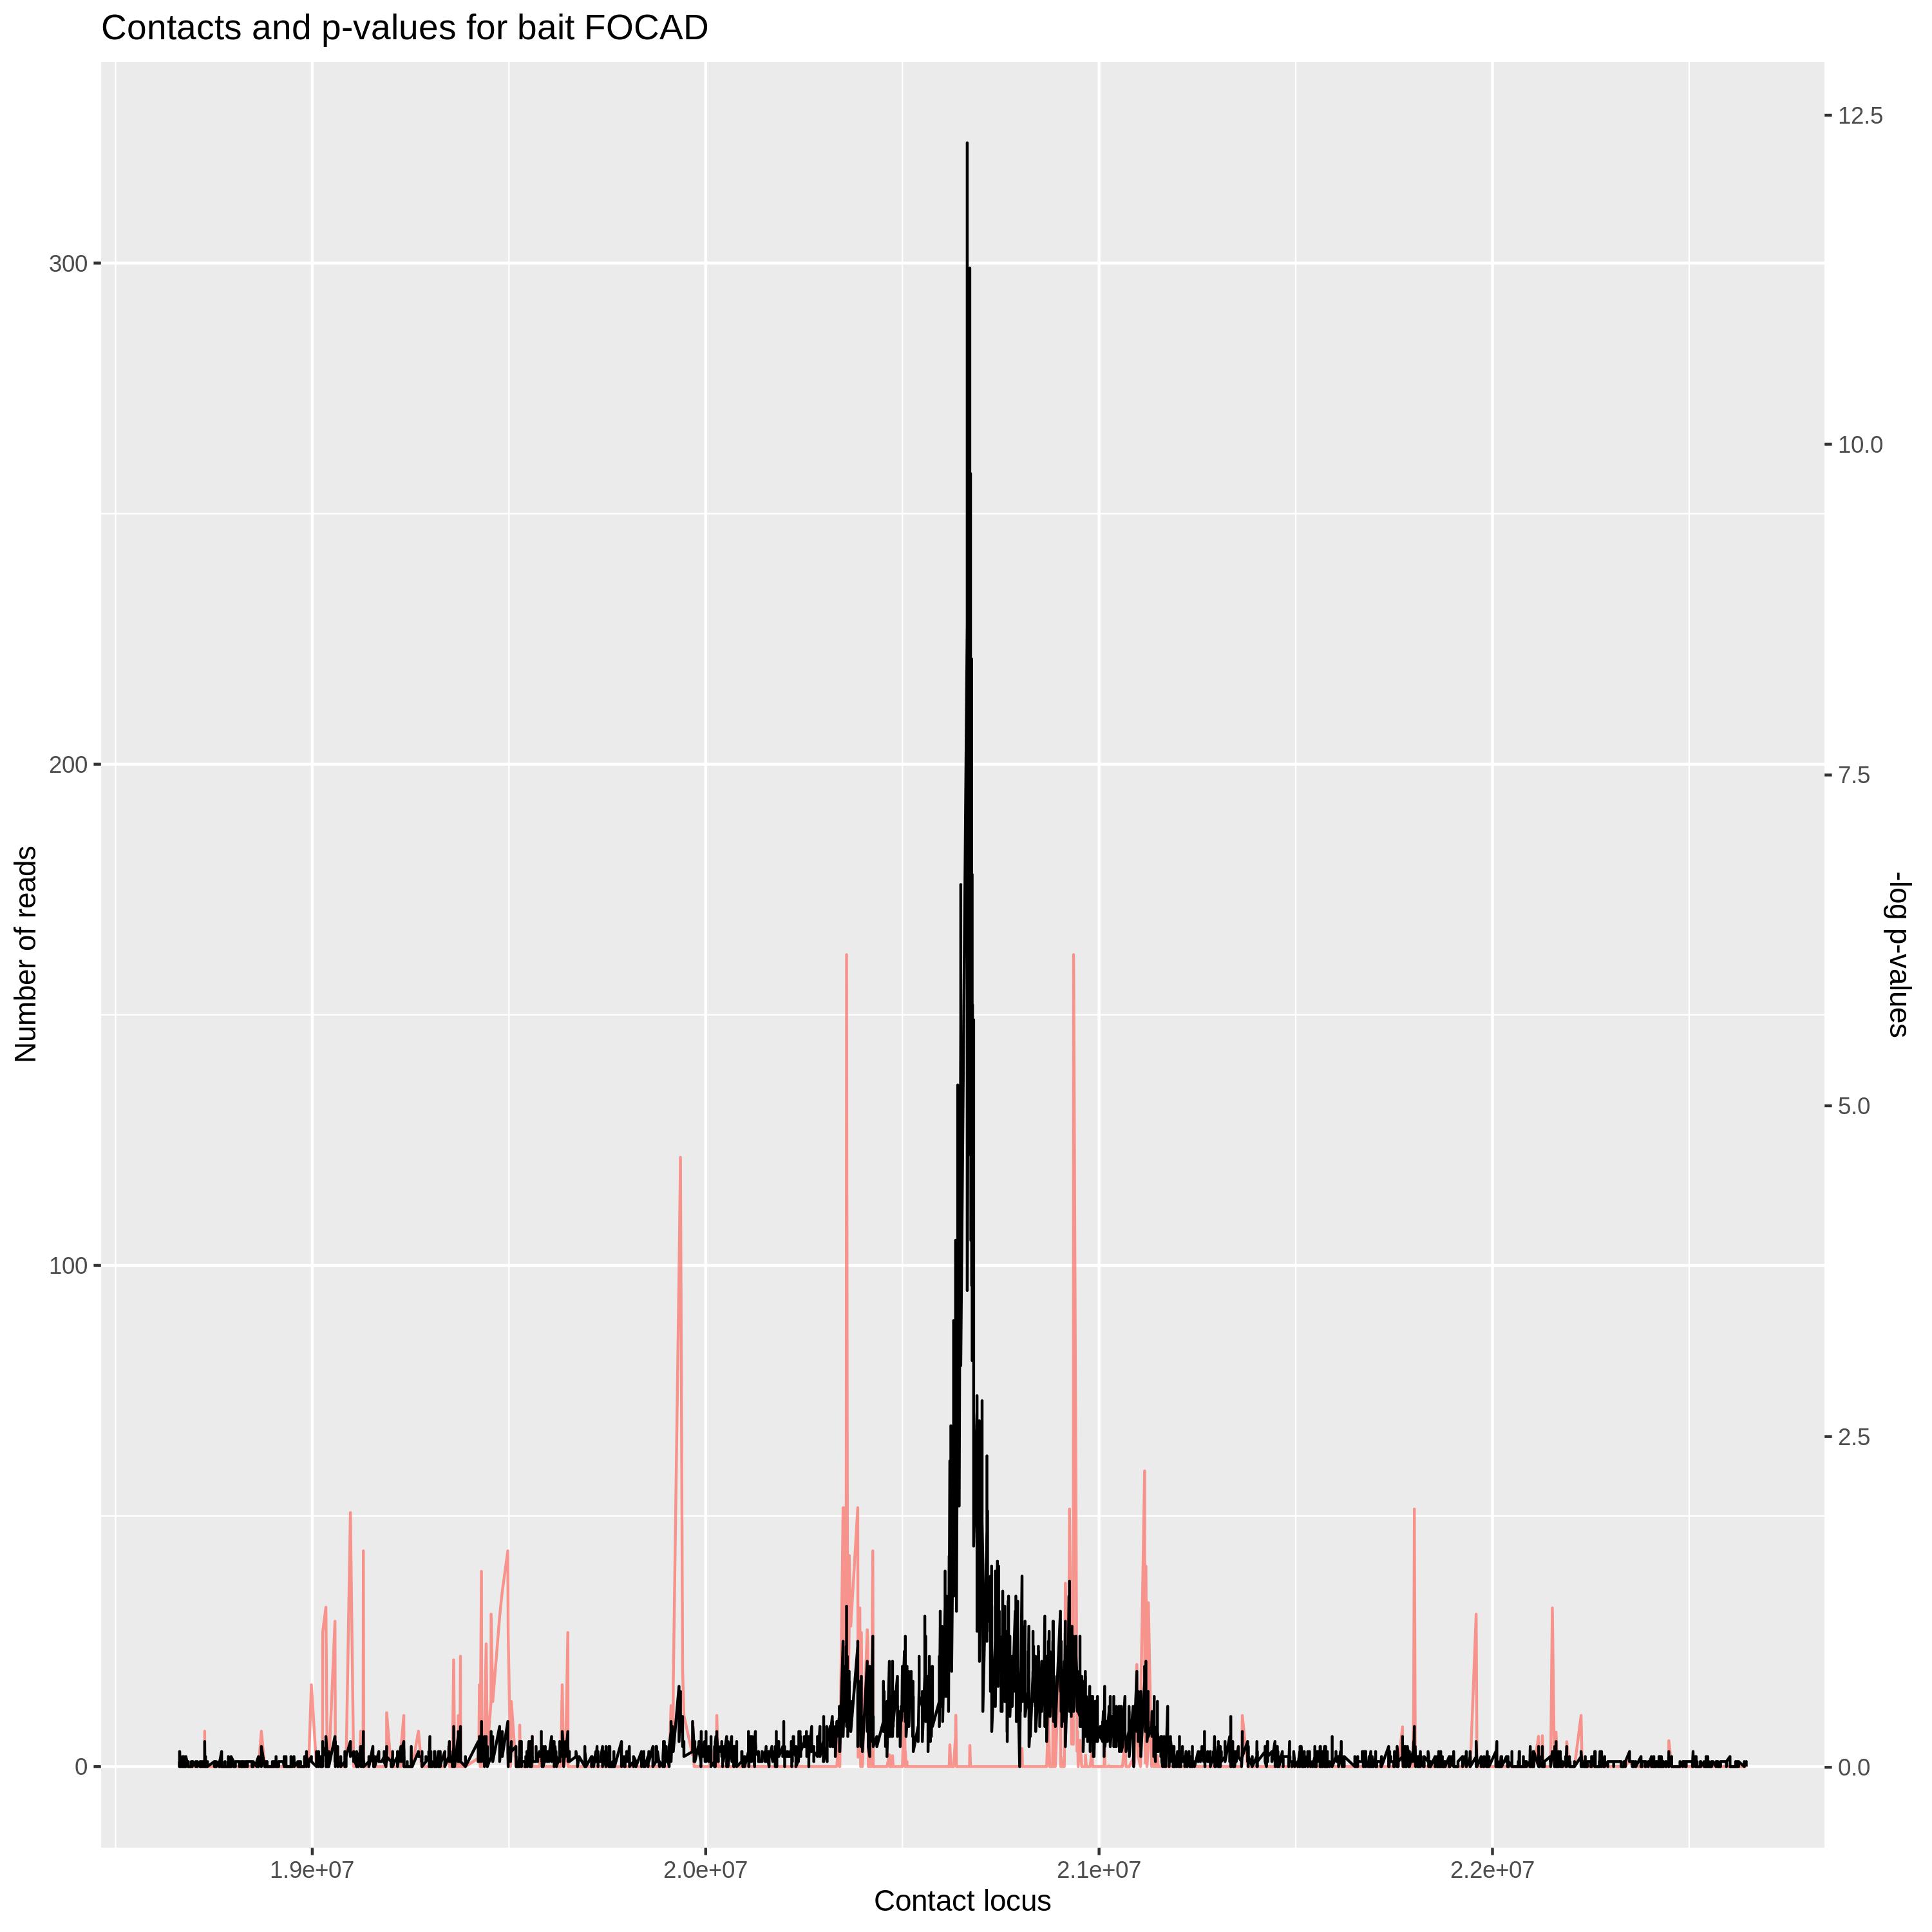 Contacts and p-values for bait FOCAD
12.5
300
10.0
200
7.5
Number of reads
-log p-values
5.0
100
2.5
0
0.0
1.9e+07
2.0e+07
2.1e+07
2.2e+07
Contact locus